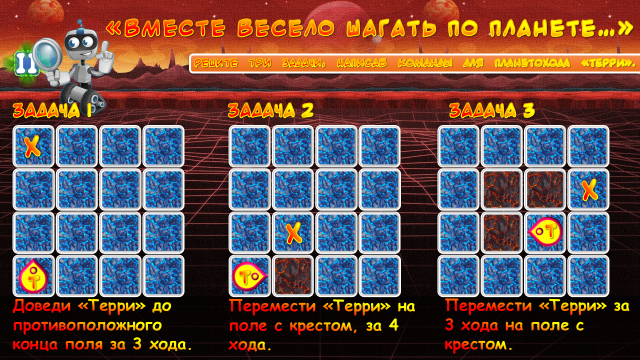 «ВМЕСТЕ ВЕСЕЛО ШАГАТЬ ПО ПЛАНЕТЕ...»
П
РЕШИТЕ ТРИ ЗАДАЧИ, НАПИСАВ КОМАНДЫ ДЛЯ ПЛАНЕТОХОДА «ТЕРРИ».
ЗАДАЧА 1
X
T
Доведи «Терри» до
противоположного
конца поля за 3 хода.
ЗАДАЧА 2
X
T
Перемести «Терри» на
поле с крестом, за 4
хода.
ЗАДАЧА 3
X
T
Перемести «Терри» за
3 хода на поле с
крестом.